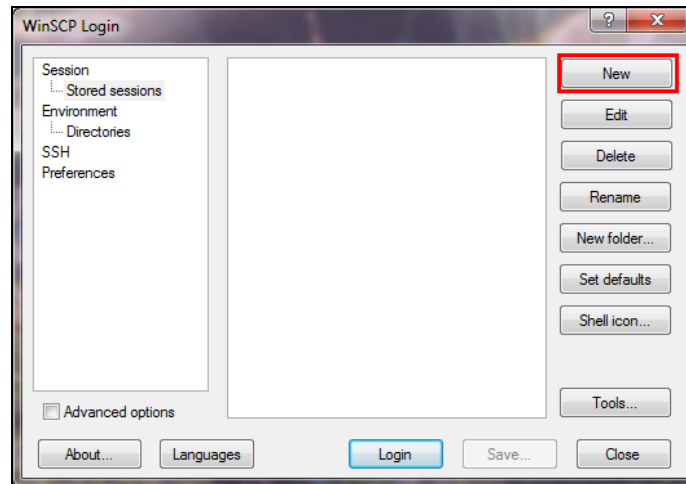 WinSCP Login
Session
Stored sessions
Environment
Directories
SSH
Preferences
New
Edit
Delete
Rename
New folder...
Set defaults
Shell icon...
Tools...
Advanced options
About...
Languages
Login
Save...
Close